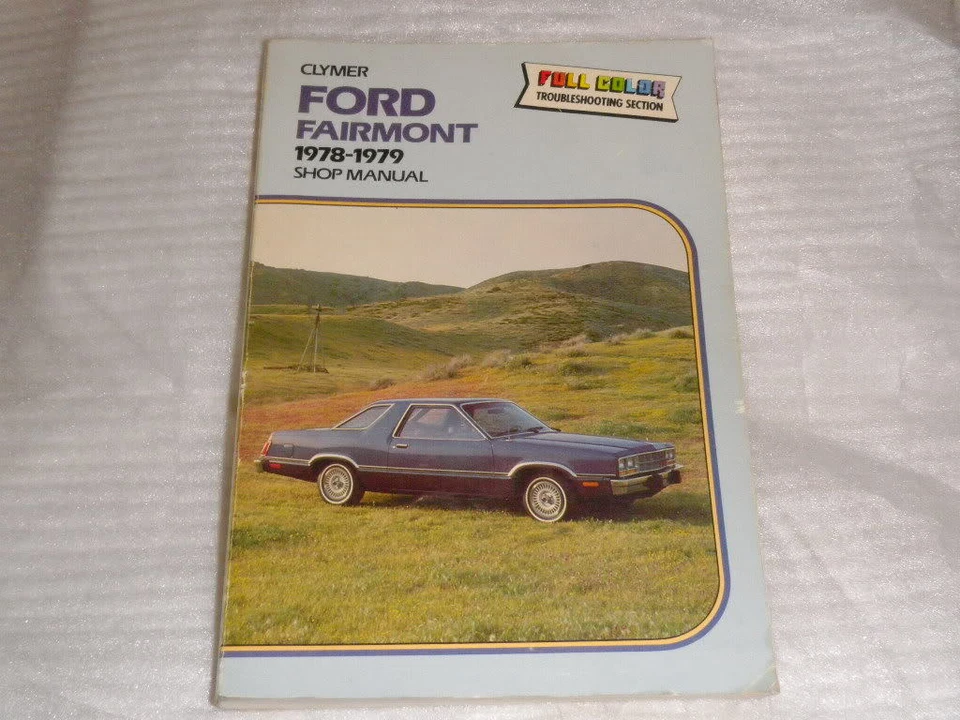 CLYMER
FORD
FAIRMONT
1978-1979
SHOP MANUAL
FULL COLOR
TROUBLESHOOTING SECTION